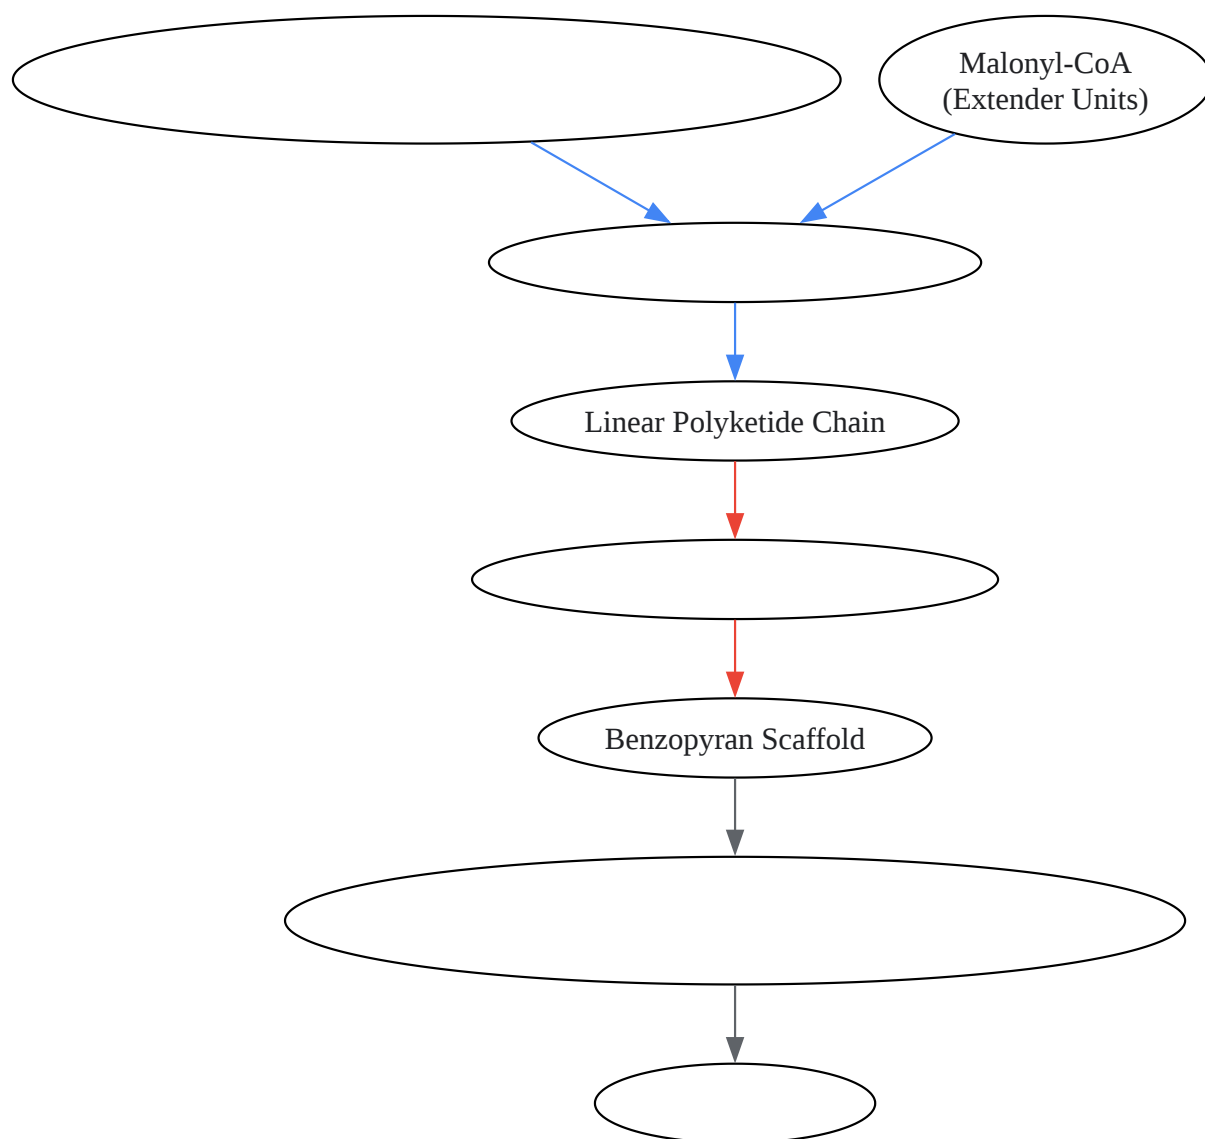 Malonyl-CoA
(Extender Units)
Linear Polyketide Chain
Benzopyran Scaffold